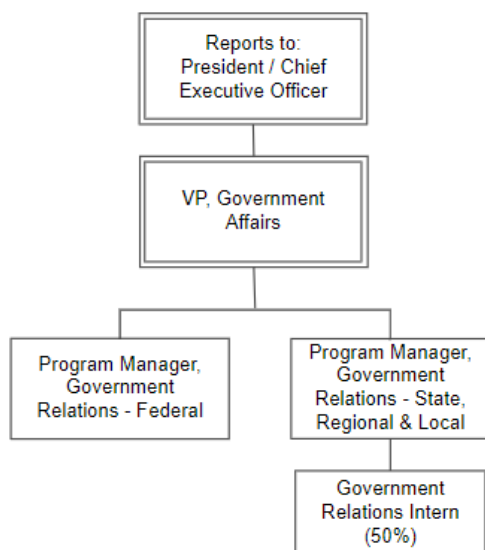 Reports to:
President / Chief
Executive Officer
VP, Government
Affairs
Program Manager,
Government
Relations - Federal
Program Manager,
Government
Relations - State,
Regional & Local
Government
Relations Intern
(50%)